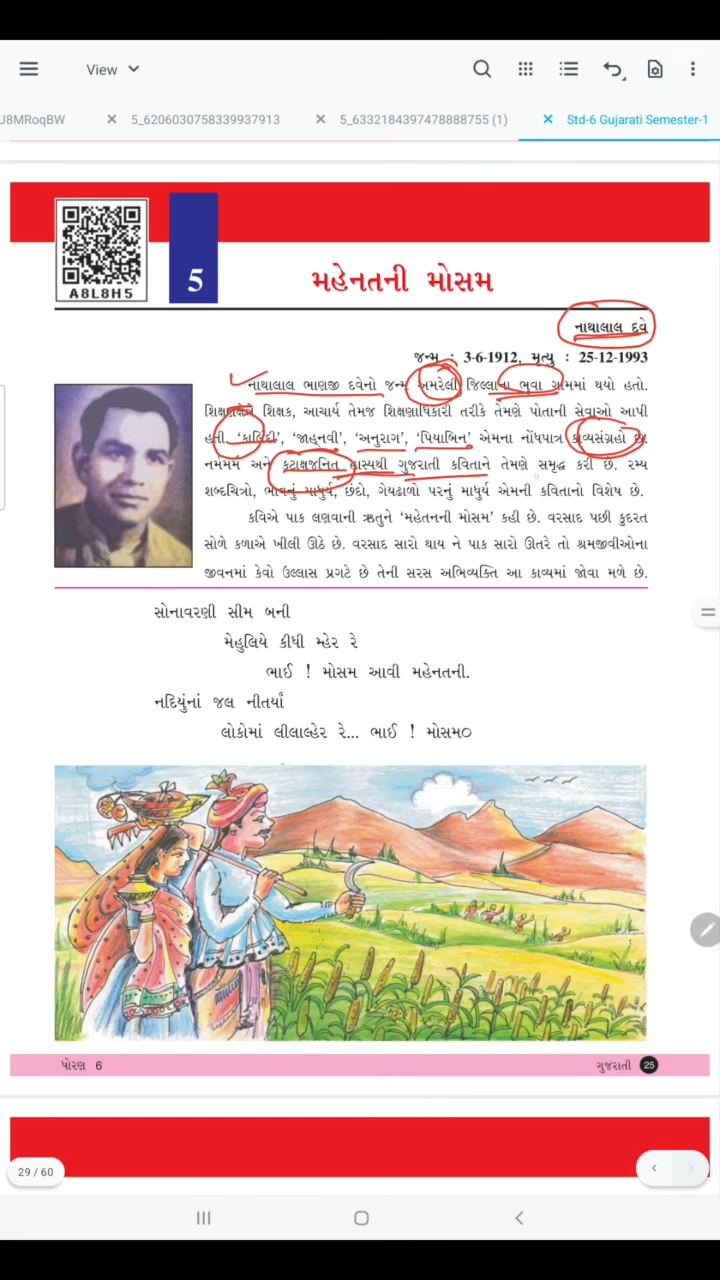 View
J8MRoqBW
5_6206030758339937913
5_6332184397478888755 (1)
Std-6 Gujarati Semester-1
A8L8H5
5
મહેનતની મોસમ
નાથાલાલ દવે
જન્મ : 3-6-1912, મૃત્યુ : 25-12-1993
નાથાલાલ ભાણજી દવેનો જન્મ અમરેલી જિલ્લાના ભુવા ગામમાં થયો હતો.
શિક્ષણક્ષેત્રે શિક્ષક, આચાર્ય તેમજ શિક્ષણાધિકારી તરીકે તેમણે પોતાની સેવાઓ આપી
હતી. ‘કાલિંદી’, ‘જાહ્નવી’, ‘અનુરાગ’, ‘પિયાબિન’ એમના નોંધપાત્ર કાવ્યસંગ્રહો છે.
નર્મમર્મ અને કટાક્ષજનિત હાસ્યથી ગુજરાતી કવિતાને તેમણે સમૃદ્ધ કરી છે. રમ્ય
શબ્દચિત્રો, ભાવનું માધુર્ય, છંદો, ગેયઢાળો પરનું માધુર્ય એમની કવિતાનો વિશેષ છે.
કવિએ પાક લણવાની ઋતુને ‘મહેતનની મોસમ’ કહી છે. વરસાદ પછી કુદરત
સોળે કળાએ ખીલી ઊઠે છે. વરસાદ સારો થાય ને પાક સારો ઊતરે તો શ્રમજીવીઓના
જીવનમાં કેવો ઉલ્લાસ પ્રગટે છે તેની સરસ અભિવ્યક્તિ આ કાવ્યમાં જોવા મળે છે.
સોનાવરણી સીમ બની
મેહુલિયે કીધી મ્હેર રે
ભાઈ ! મોસમ આવી મહેનતની.
નદિયુંનાં જલ નીતર્યાં
લોકોમાં લીલાલ્હેર રે... ભાઈ ! મોસમ૦
ધોરણ 6
ગુજરાતી 25
29 / 60